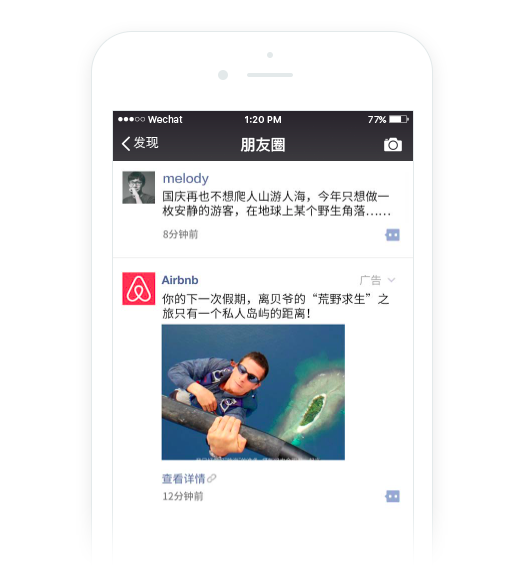 ●●●○○ Wechat 1:20 PM 77%
发现 朋友圈
melody
国庆再也不想爬人山游人海，今年只想做一
枚安静的游客，在地球上某个野生角落……
8分钟前
Airbnb 广告
你的下一次假期，离贝爷的“荒野求生”之
旅只有一个私人岛屿的距离！
查看详情
12分钟前